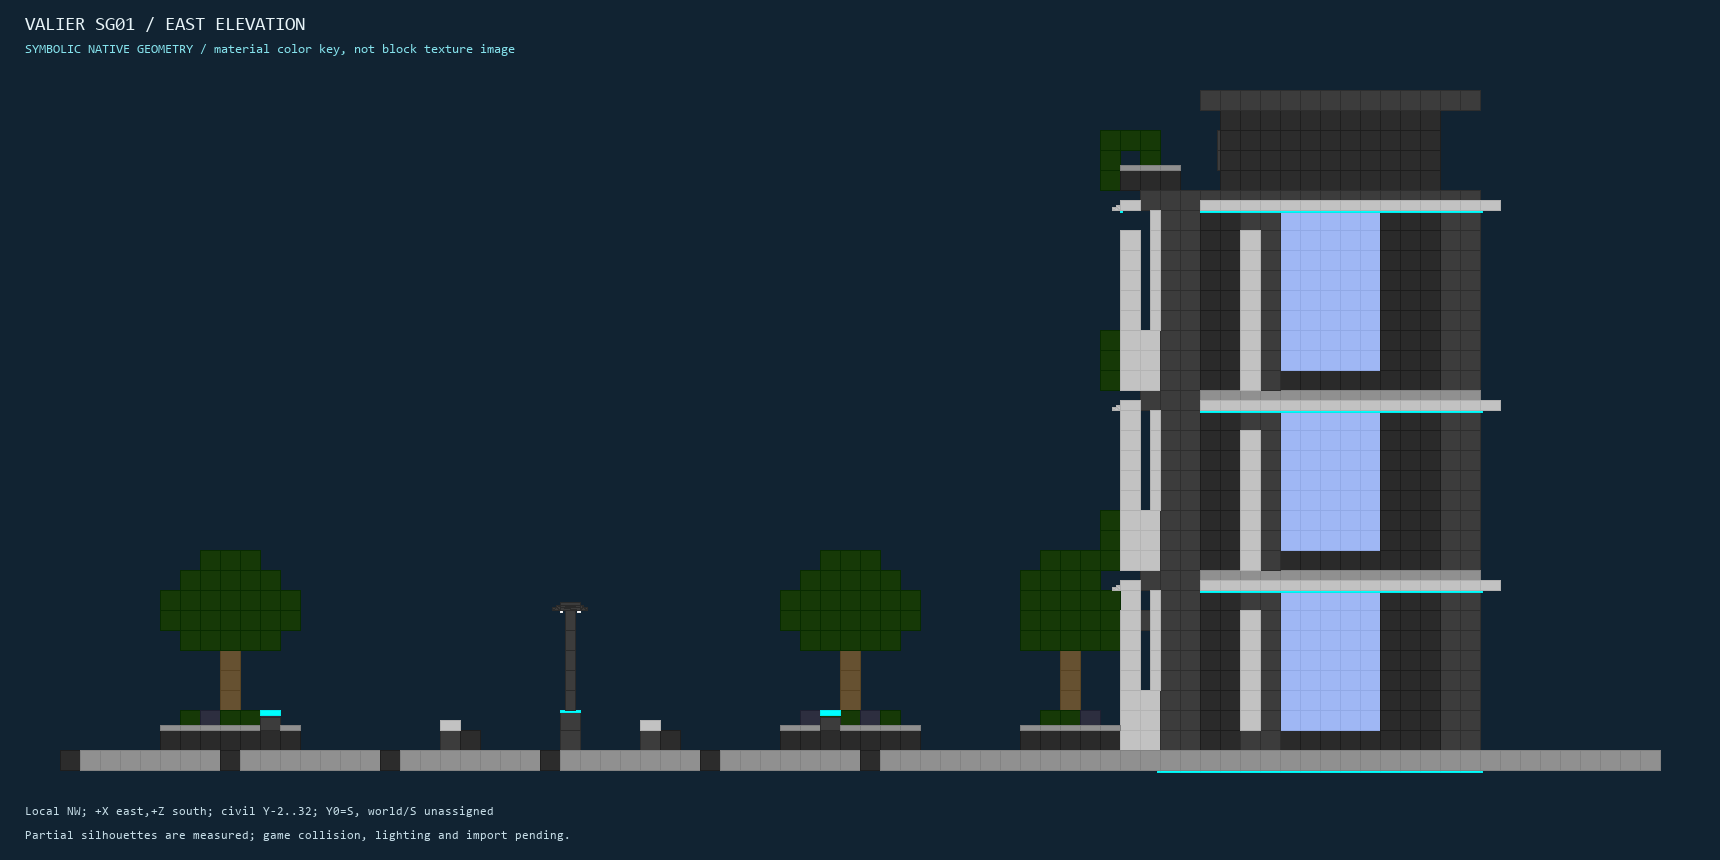 VALIER SG01 / EAST ELEVATION
SYMBOLIC NATIVE GEOMETRY / material color key, not block texture image
Local NW; +X east,+Z south; civil Y-2..32; Y0=S, world/S unassigned
Partial silhouettes are measured; game collision, lighting and import pending.